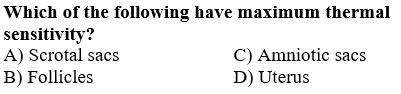 Which of the following have maximum thermal
sensitivity?
A) Scrotal sacs C) Amniotic sacs
B) Follicles D) Uterus